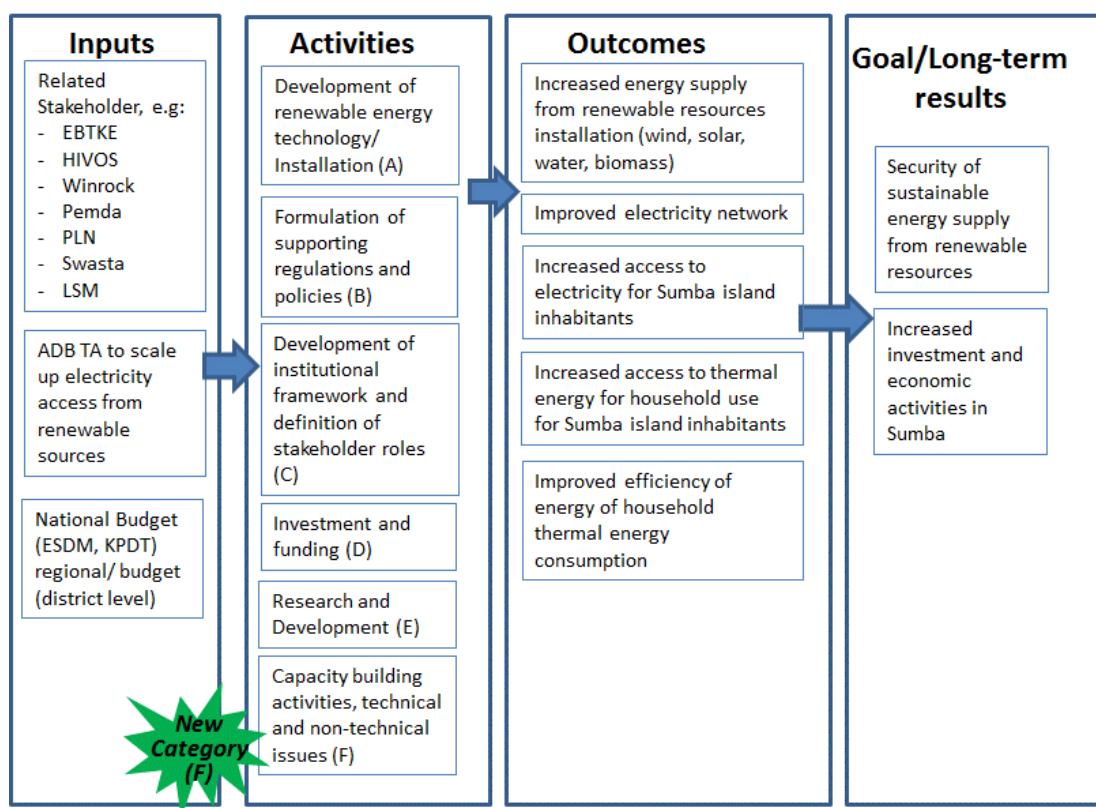 Inputs
Related
Stakeholder, e.g:
- EBTKE
- HIVOS
- Winrock
- Pemda
- PLN
- Swasta
- LSM
ADB TA to scale
up electricity
access from
renewable
sources
National Budget
(ESDM, KPDT)
regional/ budget
(district level)
New
Category
(F)
Activities
Development of
renewable energy
technology/
Installation (A)
Formulation of
supporting
regulations and
policies (B)
Development of
institutional
framework and
definition of
stakeholder roles
(C)
Investment and
funding (D)
Research and
Development (E)
Capacity building
activities, technical
and non-technical
issues (F)
Outcomes
Increased energy supply
from renewable resources
installation (wind, solar,
water, biomass)
Improved electricity network
Increased access to
electricity for Sumba island
inhabitants
Increased access to thermal
energy for household use
for Sumba island inhabitants
Improved efficiency of
energy of household
thermal energy
consumption
Goal/Long-term
results
Security of
sustainable
energy supply
from renewable
resources
Increased
investment and
economic
activities in
Sumba